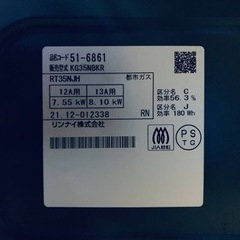 品名コード 51-6861
販売型式 KG35NBKR
RT35NJH 都市ガス
12A用 13A用
7.55 kW 8.10 kW
21.12-012338 RN
リンナイ株式会社
区分名 C
効率56.3%
区分名 J
効率 180 Wh
JIA認証
PS
TG